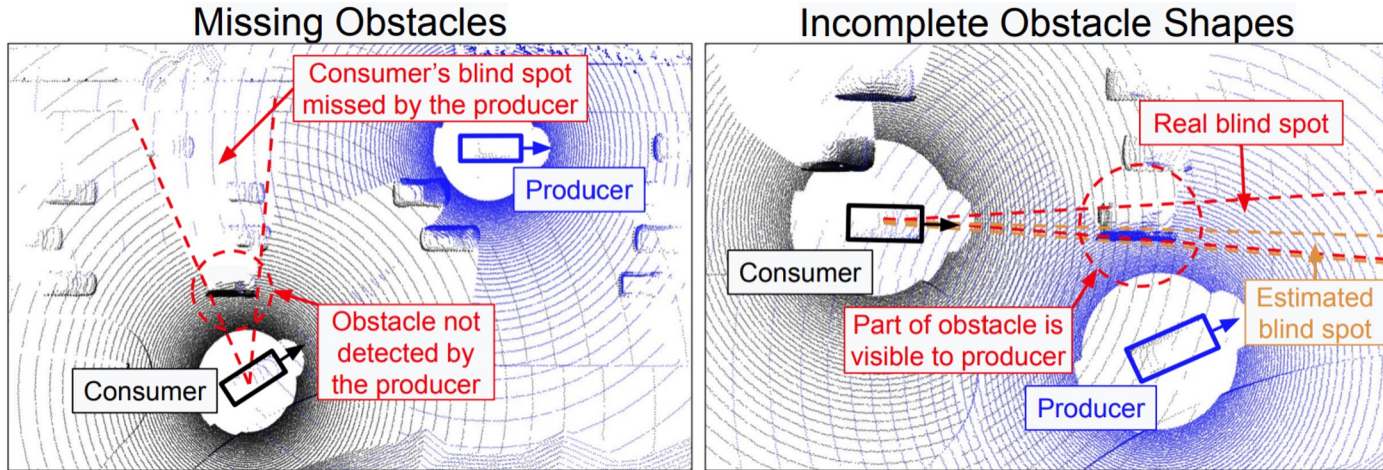 Missing Obstacles
Consumer's blind spot
missed by the producer
Producer
Consumer
Obstacle not
detected by
the producer
Incomplete Obstacle Shapes
Real blind spot
Consumer
Part of obstacle is
visible to producer
Estimated
blind spot
Producer